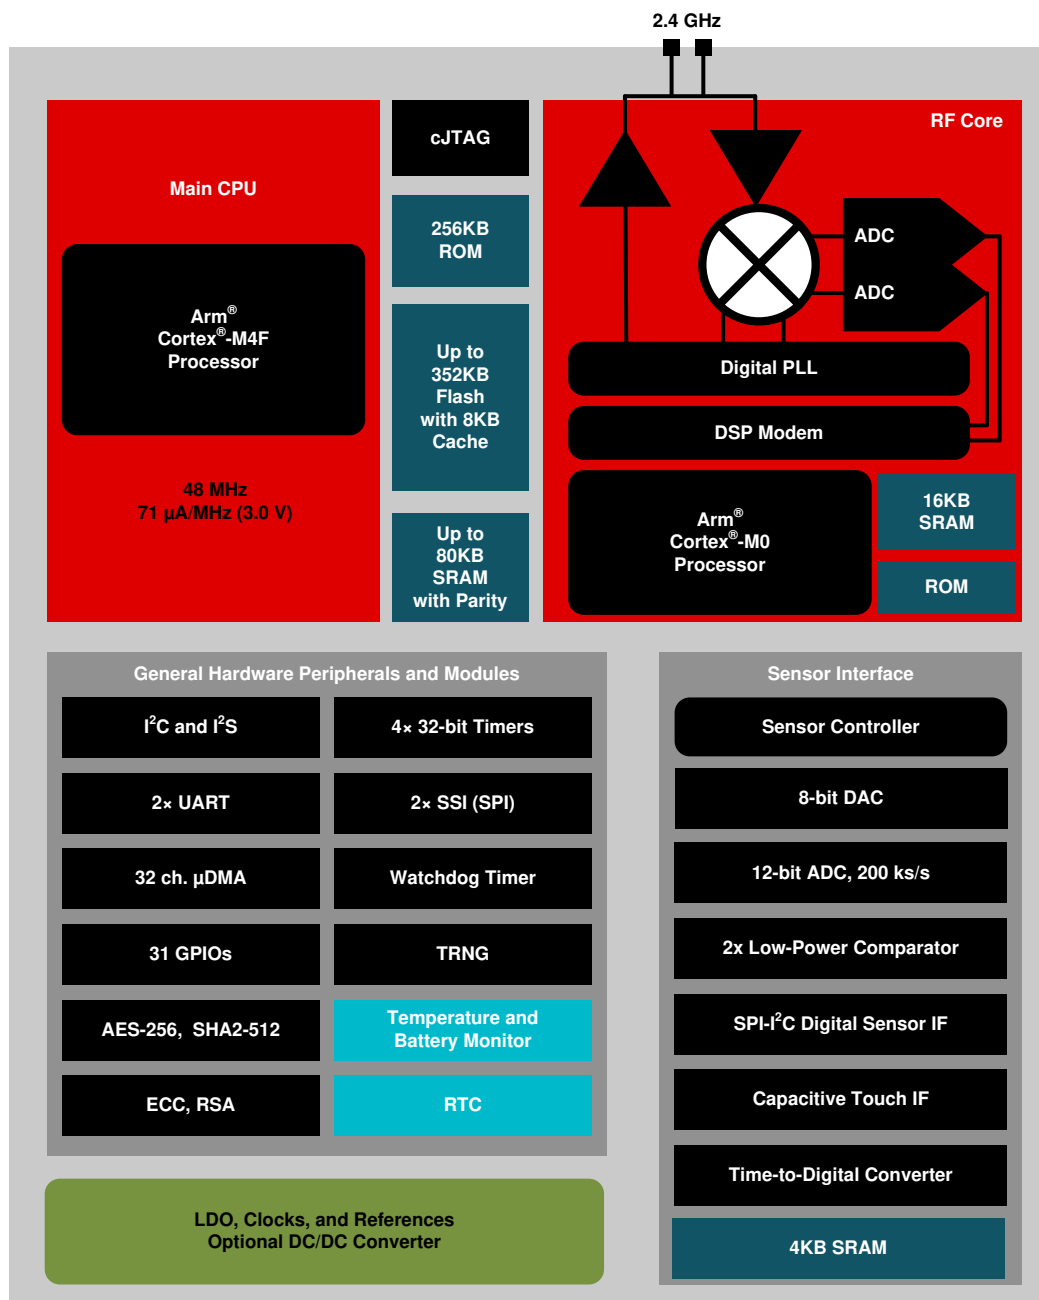 2.4 GHz
Main CPU
Arm®
Cortex®-M4F
Processor
48 MHz
71 µA/MHz (3.0 V)
cJTAG
256KB
ROM
Up to
352KB
Flash
with 8KB
Cache
Up to
80KB
SRAM
with Parity
RF Core
ADC
ADC
Digital PLL
DSP Modem
Arm®
Cortex®-M0
Processor
16KB
SRAM
ROM
General Hardware Peripherals and Modules
I²C and I²S
4× 32-bit Timers
2× UART
2× SSI (SPI)
32 ch. µDMA
Watchdog Timer
31 GPIOs
TRNG
AES-256, SHA2-512
Temperature and
Battery Monitor
ECC, RSA
RTC
LDO, Clocks, and References
Optional DC/DC Converter
Sensor Interface
Sensor Controller
8-bit DAC
12-bit ADC, 200 ks/s
2x Low-Power Comparator
SPI-I²C Digital Sensor IF
Capacitive Touch IF
Time-to-Digital Converter
4KB SRAM